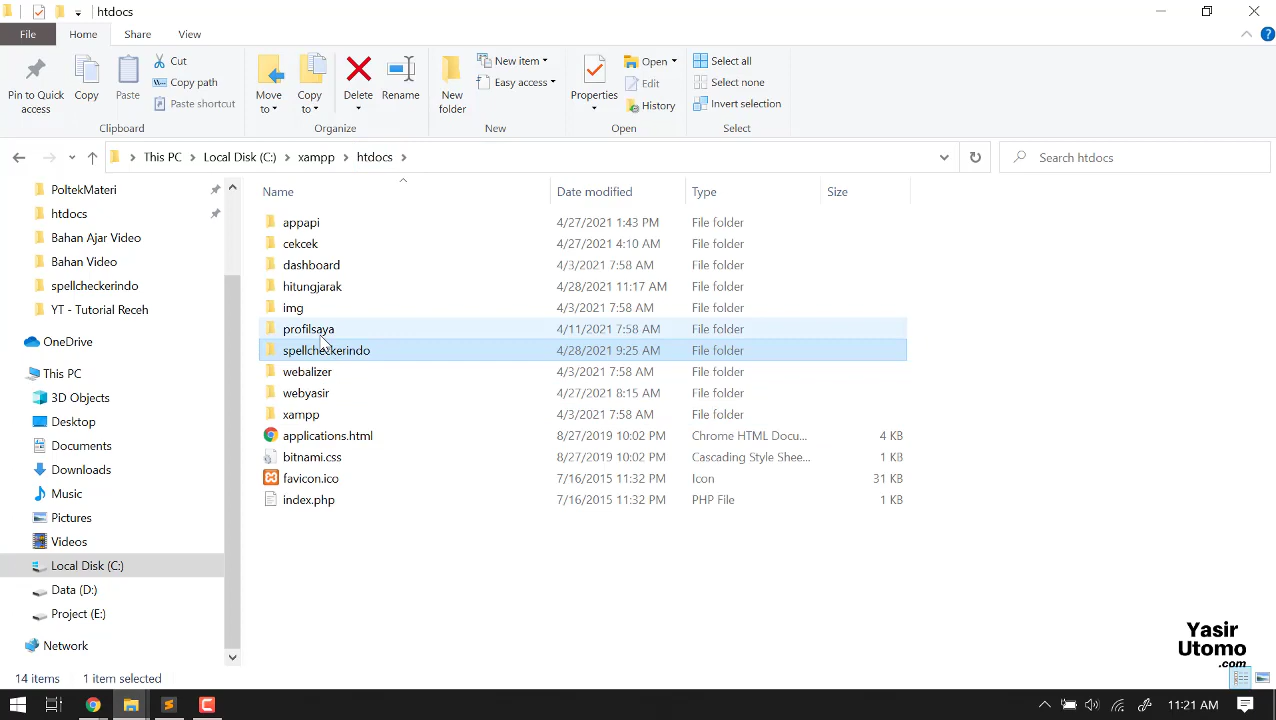 htdocs
File Home Share View
Pin to Quick access
Copy
Paste
Cut
Copy path
Paste shortcut
Clipboard
Move to
Copy to
Delete
Rename
Organize
New folder
New item
Easy access
New
Properties
Open
Edit
History
Open
Select all
Select none
Invert selection
Select
This PC Local Disk (C:) xampp htdocs
Search htdocs
PoltekMateri
htdocs
Bahan Ajar Video
Bahan Video
spellcheckerindo
YT - Tutorial Receh
OneDrive
This PC
3D Objects
Desktop
Documents
Downloads
Music
Pictures
Videos
Local Disk (C:)
Data (D:)
Project (E:)
Network
Name Date modified Type Size
appapi 4/27/2021 1:43 PM File folder
cekcek 4/27/2021 4:10 AM File folder
dashboard 4/3/2021 7:58 AM File folder
hitungjarak 4/28/2021 11:17 AM File folder
img 4/3/2021 7:58 AM File folder
profilsaya 4/11/2021 7:58 AM File folder
spellcheckerindo 4/28/2021 9:25 AM File folder
webalizer 4/3/2021 7:58 AM File folder
webyasir 4/27/2021 8:15 AM File folder
xampp 4/3/2021 7:58 AM File folder
applications.html 8/27/2019 10:02 PM Chrome HTML Docu... 4 KB
bitnami.css 8/27/2019 10:02 PM Cascading Style Shee... 1 KB
favicon.ico 7/16/2015 11:32 PM Icon 31 KB
index.php 7/16/2015 11:32 PM PHP File 1 KB
Yasir
Utomo
.com
14 items 1 item selected
11:21 AM